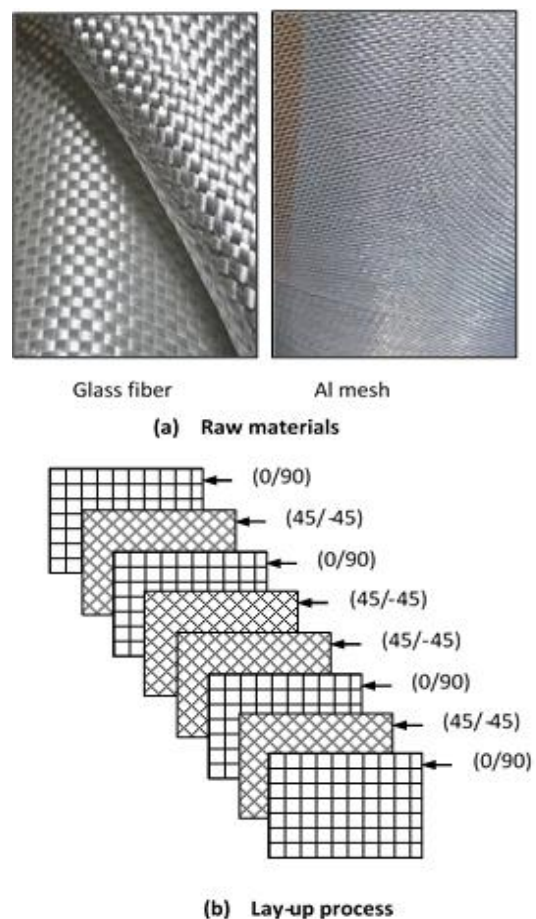 Glass fiber
Al mesh
(a) Raw materials
(0/90)
(45/-45)
(0/90)
(45/-45)
(45/-45)
(0/90)
(45/-45)
(0/90)
(b) Lay-up process